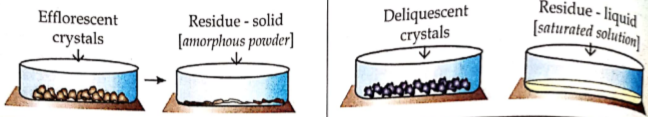 Efflorescent
crystals
Residue - solid
[amorphous powder]
Deliquescent
crystals
Residue - liquid
[saturated solution]